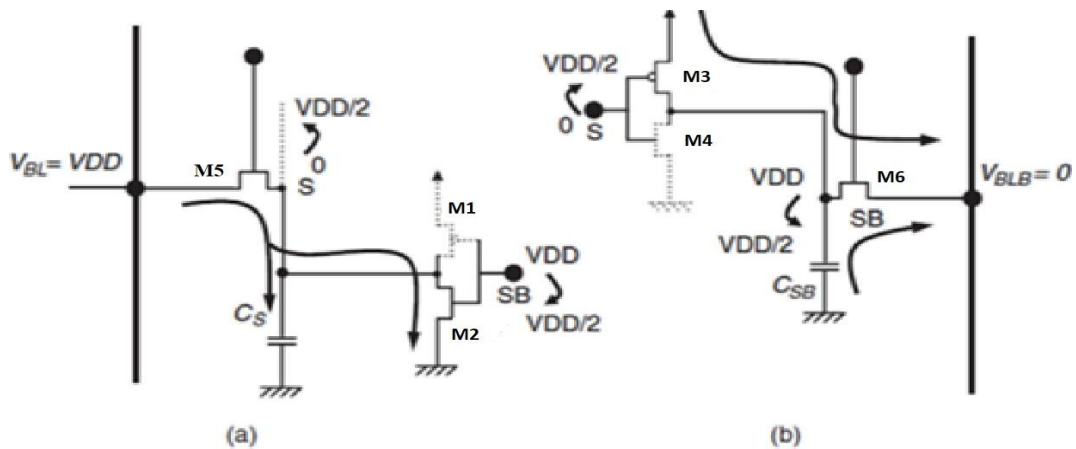 VDD/2
0
S
M5
V_BL = VDD
C_S
M1
VDD
SB
VDD/2
M2
(a)
VDD/2
0
S
M3
M4
VDD
VDD/2
SB
M6
V_BLB = 0
C_SB
(b)